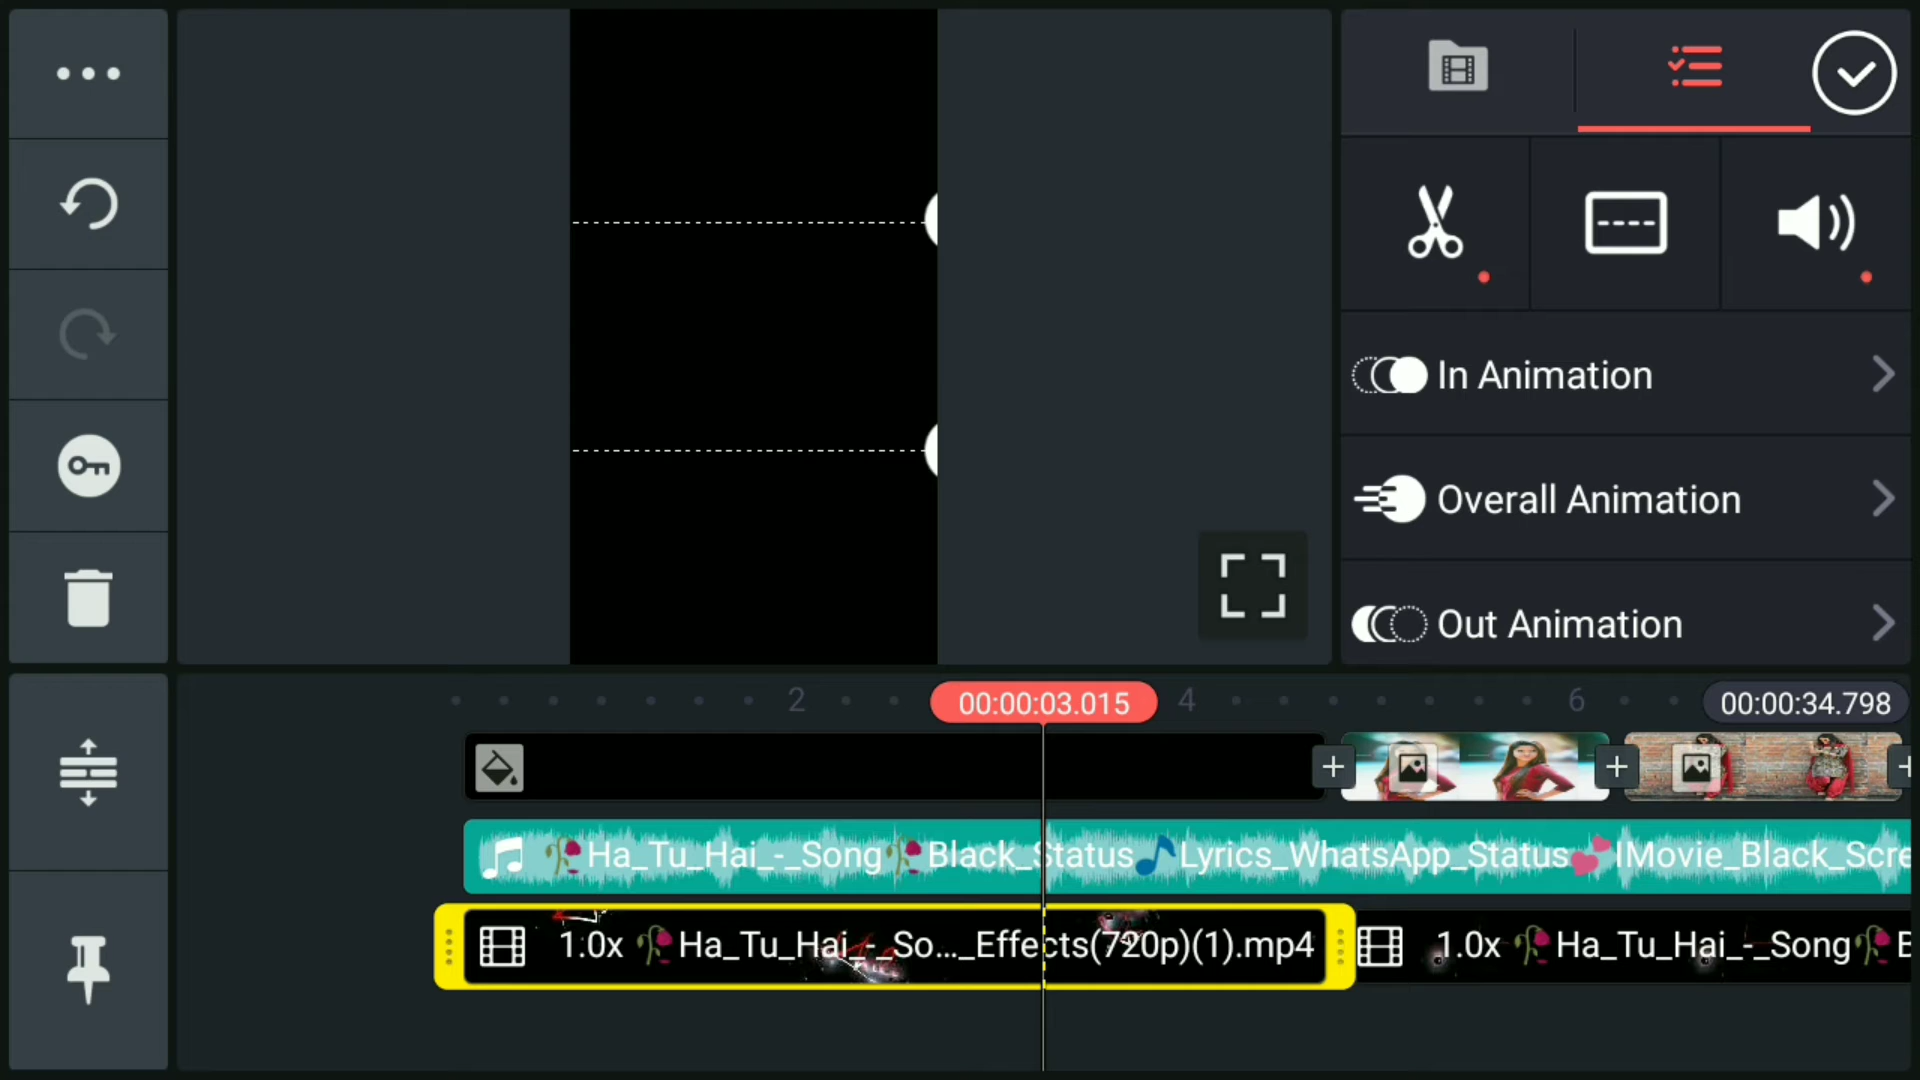 In Animation
Overall Animation
Out Animation
2
00:00:03.015
4
6
00:00:34.798
🥀Ha_Tu_Hai_-_Song🥀Black_Status🎵Lyrics_WhatsApp_Status💕IMovie_Black_Scre
1.0x 🥀Ha_Tu_Hai_-_So..._Effects(720p)(1).mp4
1.0x 🥀Ha_Tu_Hai_-_Song🥀B